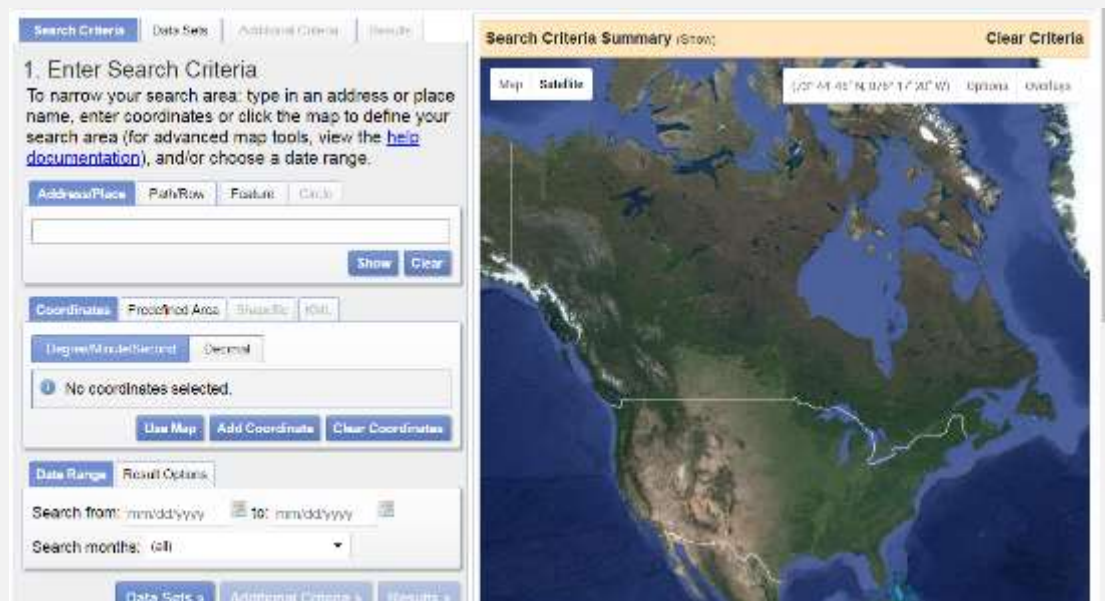 Search Criteria Data Sets Additional Criteria Results
1. Enter Search Criteria
To narrow your search area: type in an address or place
name, enter coordinates or click the map to define your
search area (for advanced map tools, view the help
documentation), and/or choose a date range.
Address/Place Path/Row Feature Circle
Show Clear
Coordinates Predefined Area Shapefile KML
Degree/Minute/Second Decimal
No coordinates selected.
Use Map Add Coordinate Clear Coordinates
Date Range Result Options
Search from: mm/dd/yyyy to: mm/dd/yyyy
Search months: (all)
Data Sets » Additional Criteria » Results »
Search Criteria Summary (Show) Clear Criteria
Map Satellite Options Overlays